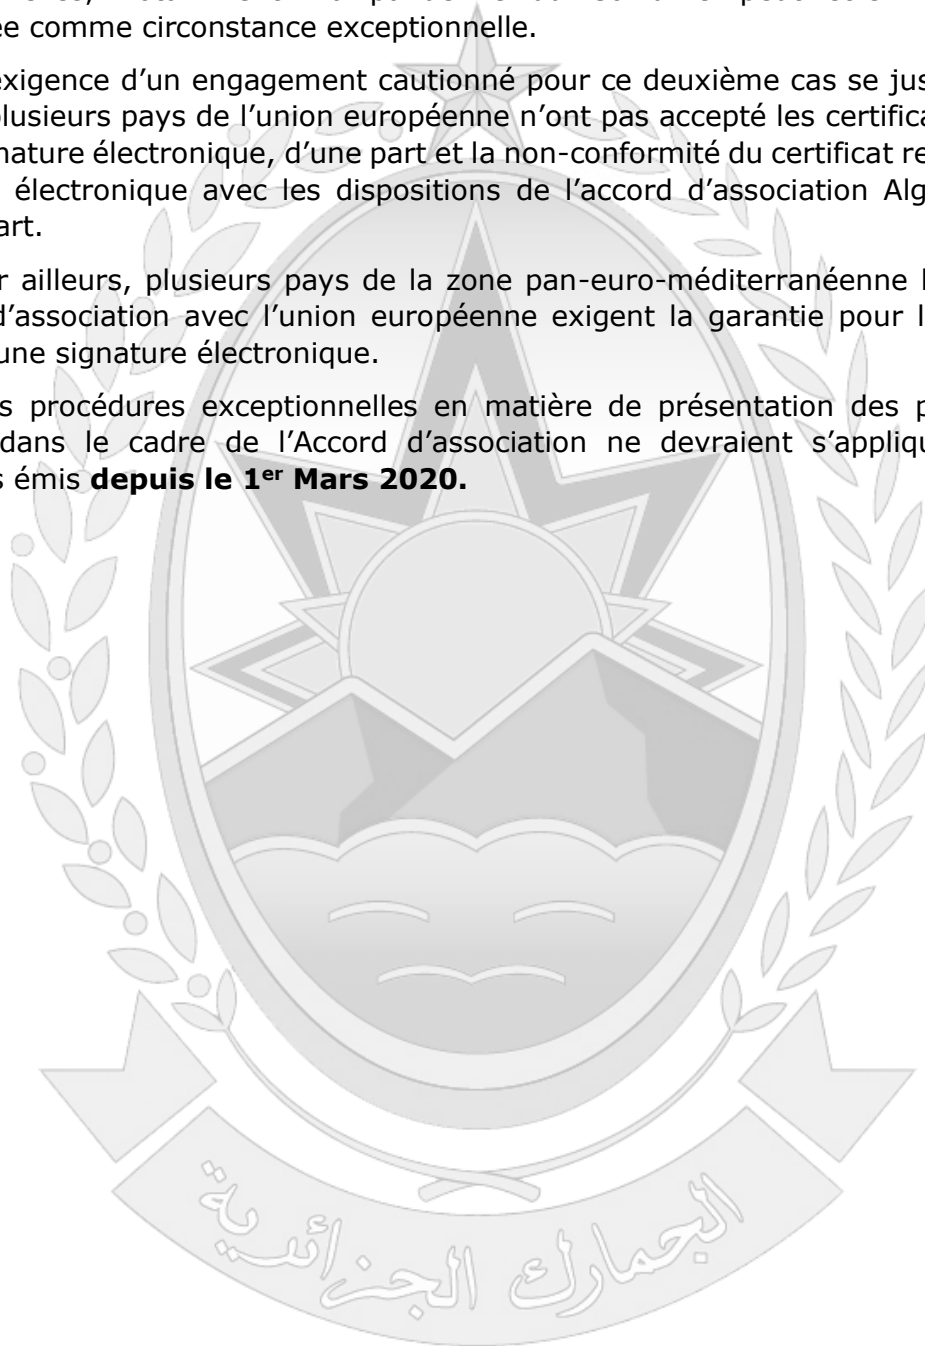 ée comme circonstance exceptionnelle.
exigence d’un engagement cautionné pour ce deuxième cas se jus
plusieurs pays de l’union européenne n’ont pas accepté les certifica
nature électronique, d’une part et la non-conformité du certificat re
électronique avec les dispositions de l’accord d’association Alg
art.
r ailleurs, plusieurs pays de la zone pan-euro-méditerranéenne l
d’association avec l’union européenne exigent la garantie pour l
une signature électronique.
s procédures exceptionnelles en matière de présentation des p
dans le cadre de l’Accord d’association ne devraient s’appliqu
s émis depuis le 1er Mars 2020.
الجمارك الجزائرية